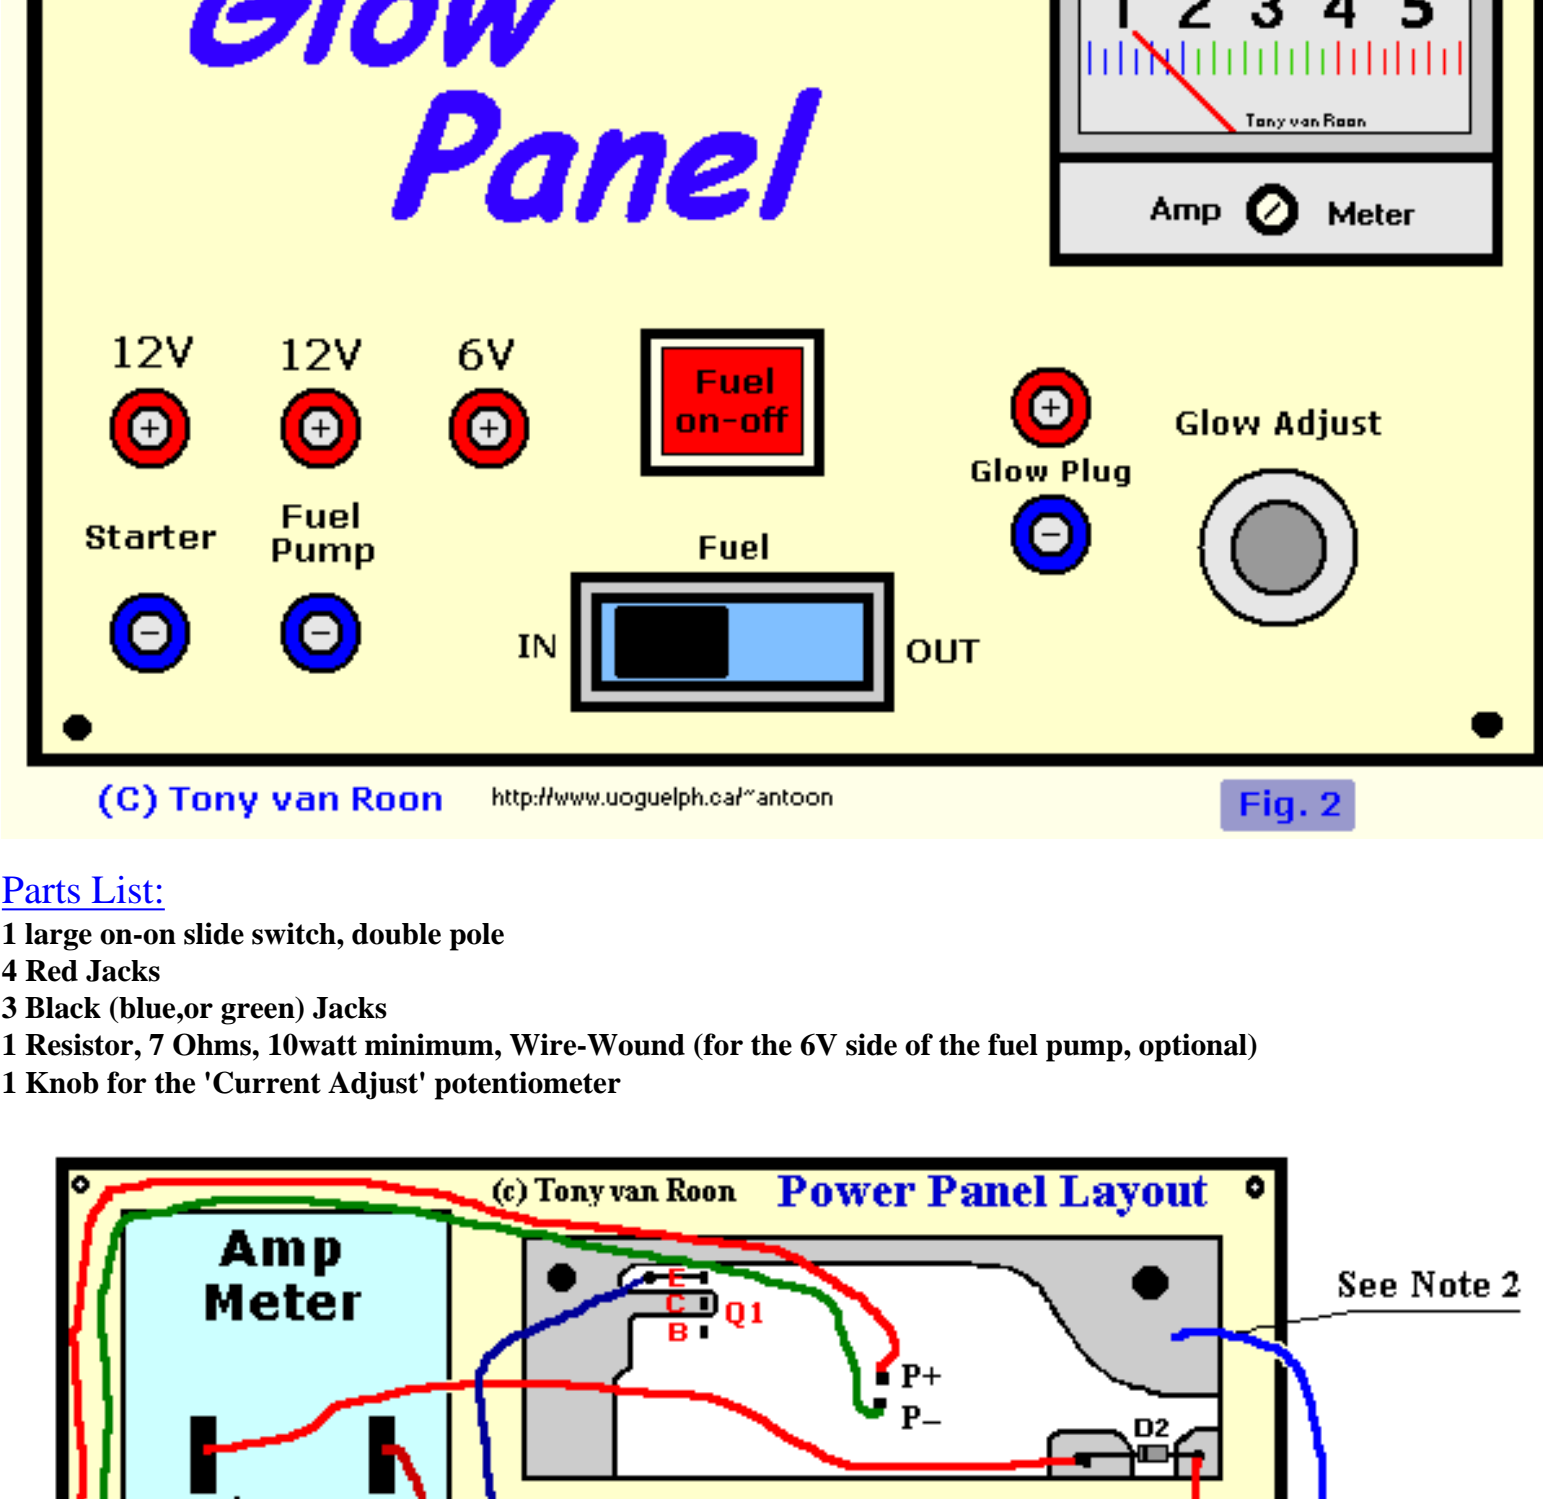 Glow
Panel
1 2 3 4 5
Tony van Roon
Amp Meter
12V 12V 6V
Fuel
on-off
+ + + +
Glow Adjust
Glow Plug
Starter
Fuel
Pump
Fuel
− − −
IN OUT
(C) Tony van Roon http://www.uoguelph.ca/~antoon Fig. 2
Parts List:
1 large on-on slide switch, double pole
4 Red Jacks
3 Black (blue,or green) Jacks
1 Resistor, 7 Ohms, 10watt minimum, Wire-Wound (for the 6V side of the fuel pump, optional)
1 Knob for the 'Current Adjust' potentiometer
(c) Tony van Roon Power Panel Layout
Amp
Meter
E
C
B
Q1
See Note 2
P+
P−
D2